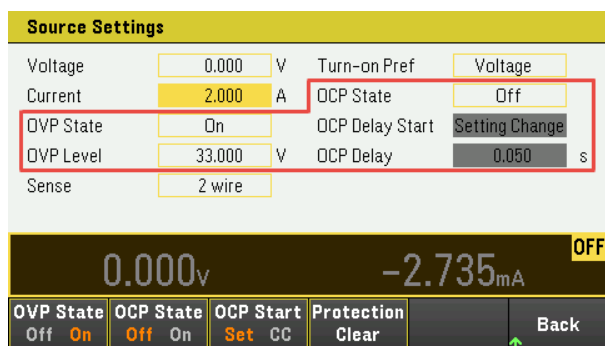 Source Settings
Voltage 0.000 V Turn-on Pref Voltage
Current 2.000 A OCP State Off
OVP State On OCP Delay Start Setting Change
OVP Level 33.000 V OCP Delay 0.050 s
Sense 2 wire
OFF
0.000V -2.735mA
OVP State OCP State OCP Start Protection
Off On Off On Set CC Clear Back